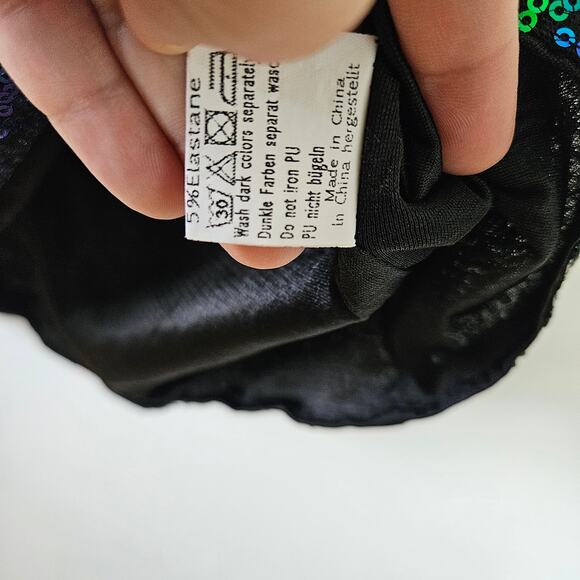 5% Elastane
30
Wash dark colors separately
Dunkle Farben separat
Do not iron PU
PU nicht bügeln
Made in China
in China hergestellt